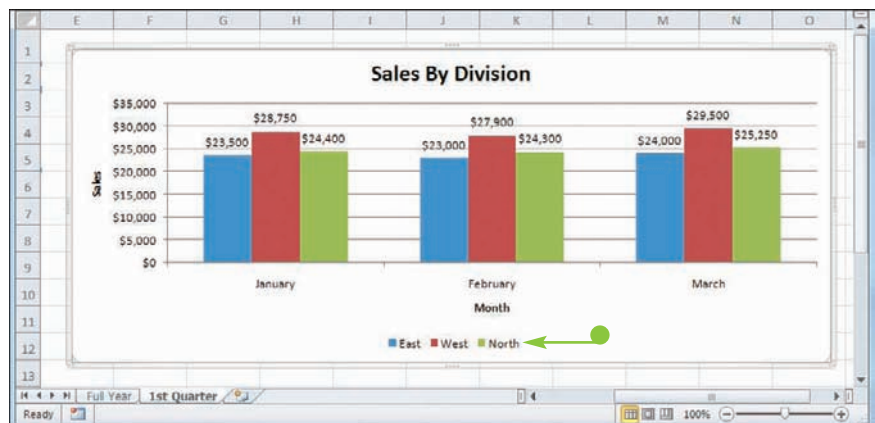 E F G H I J K L M N O
1
2
3
4
5
6
7
8
9
10
11
12
13
Sales By Division
Sales
$35,000
$30,000
$25,000
$20,000
$15,000
$10,000
$5,000
$0
$23,500 $28,750 $24,400
$23,000 $27,900 $24,300
$24,000 $29,500 $25,250
January February March
Month
East West North
Full Year 1st Quarter
Ready 100%